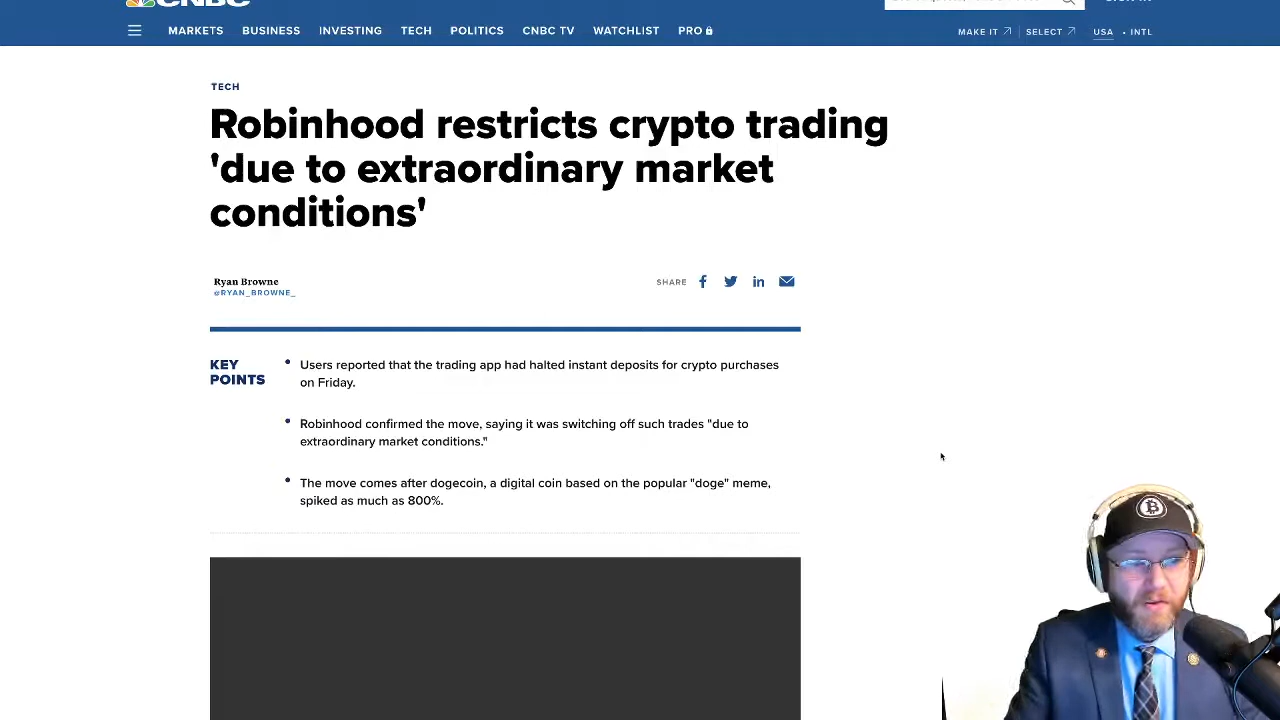 CNBC
MARKETS BUSINESS INVESTING TECH POLITICS CNBC TV WATCHLIST PRO
MAKE IT SELECT USA • INTL
TECH
Robinhood restricts crypto trading
'due to extraordinary market
conditions'
Ryan Browne
@RYAN_BROWNE_
SHARE
KEY
POINTS
• Users reported that the trading app had halted instant deposits for crypto purchases
on Friday.
• Robinhood confirmed the move, saying it was switching off such trades "due to
extraordinary market conditions."
• The move comes after dogecoin, a digital coin based on the popular "doge" meme,
spiked as much as 800%.